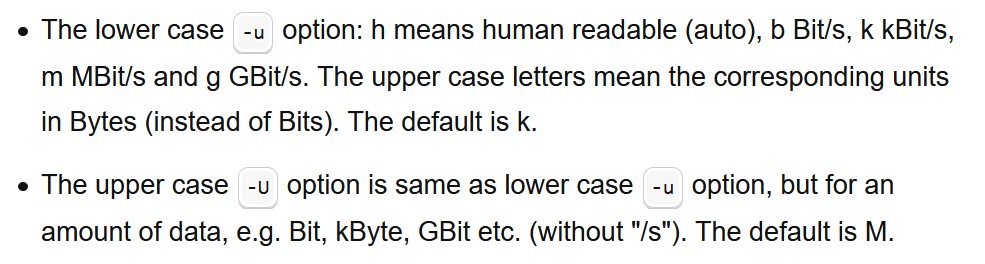 • The lower case -u option: h means human readable (auto), b Bit/s, k kBit/s,
m MBit/s and g GBit/s. The upper case letters mean the corresponding units
in Bytes (instead of Bits). The default is k.
• The upper case -U option is same as lower case -u option, but for an
amount of data, e.g. Bit, kByte, GBit etc. (without "/s"). The default is M.